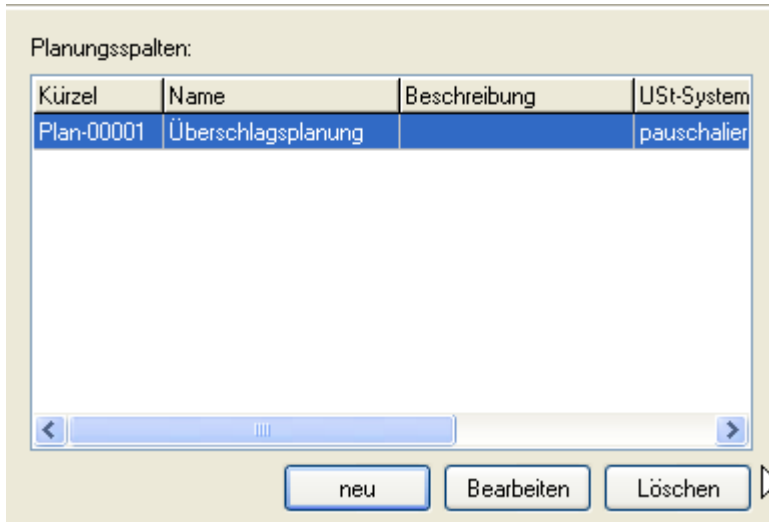 Planungsspalten:
Kürzel Name Beschreibung USt-System
Plan-00001 Überschlagsplanung pauschalier
neu Bearbeiten Löschen